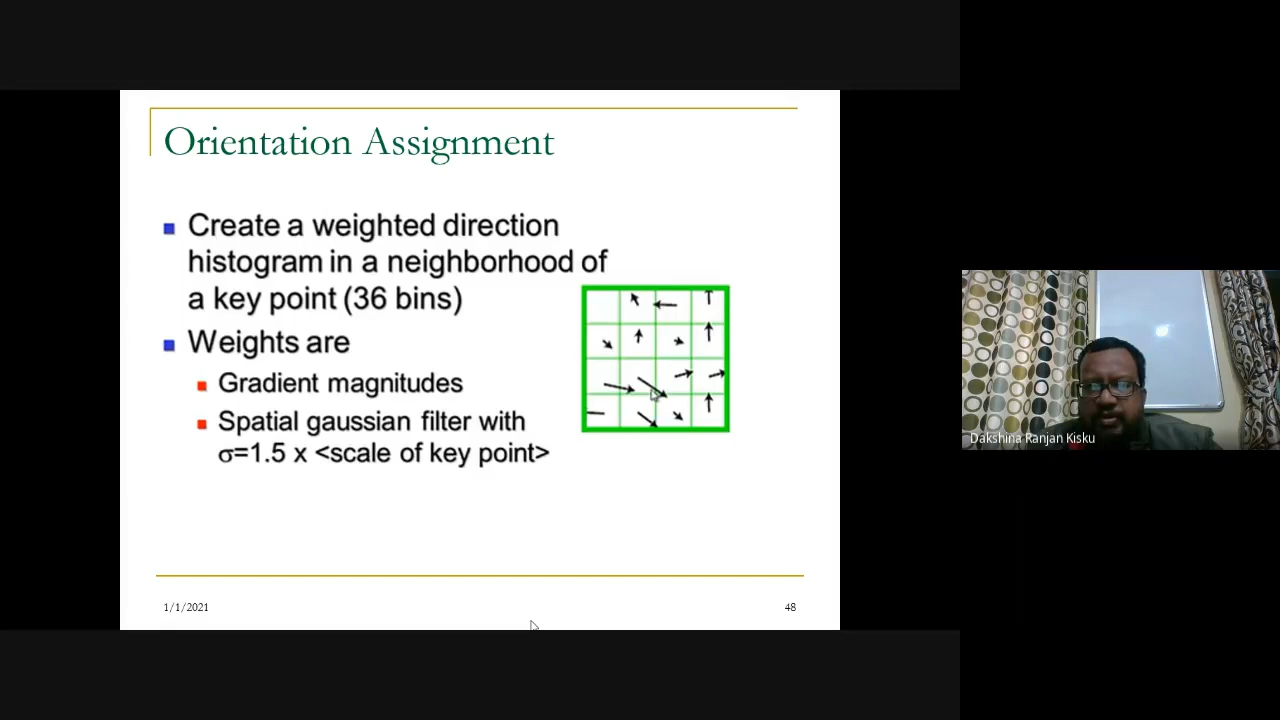 Orientation Assignment
Create a weighted direction
histogram in a neighborhood of
a key point (36 bins)
Weights are
Gradient magnitudes
Spatial gaussian filter with
σ=1.5 x <scale of key point>
1/1/2021
48
Dakshina Ranjan Kisku